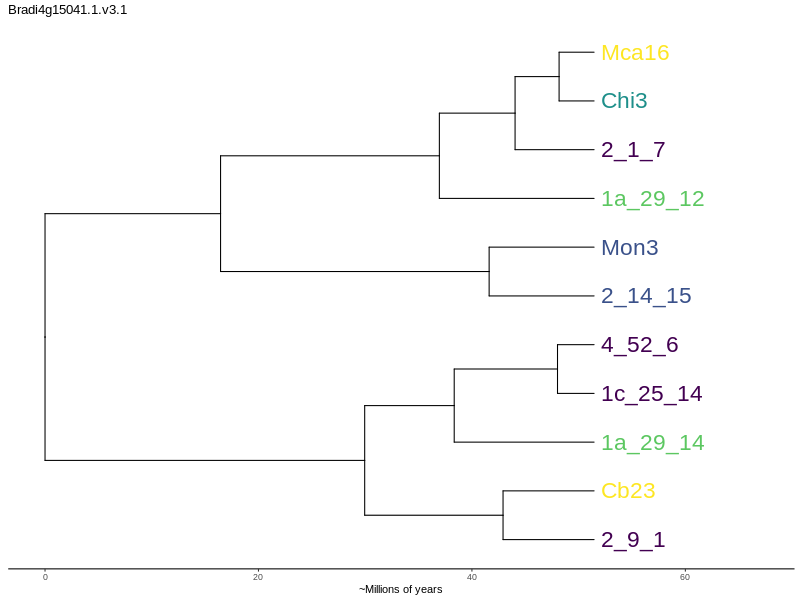 Bradi4g15041.1.v3.1
Mca16
Chi3
2_1_7
1a_29_12
Mon3
2_14_15
4_52_6
1c_25_14
1a_29_14
Cb23
2_9_1
0 20 40 60
~Millions of years